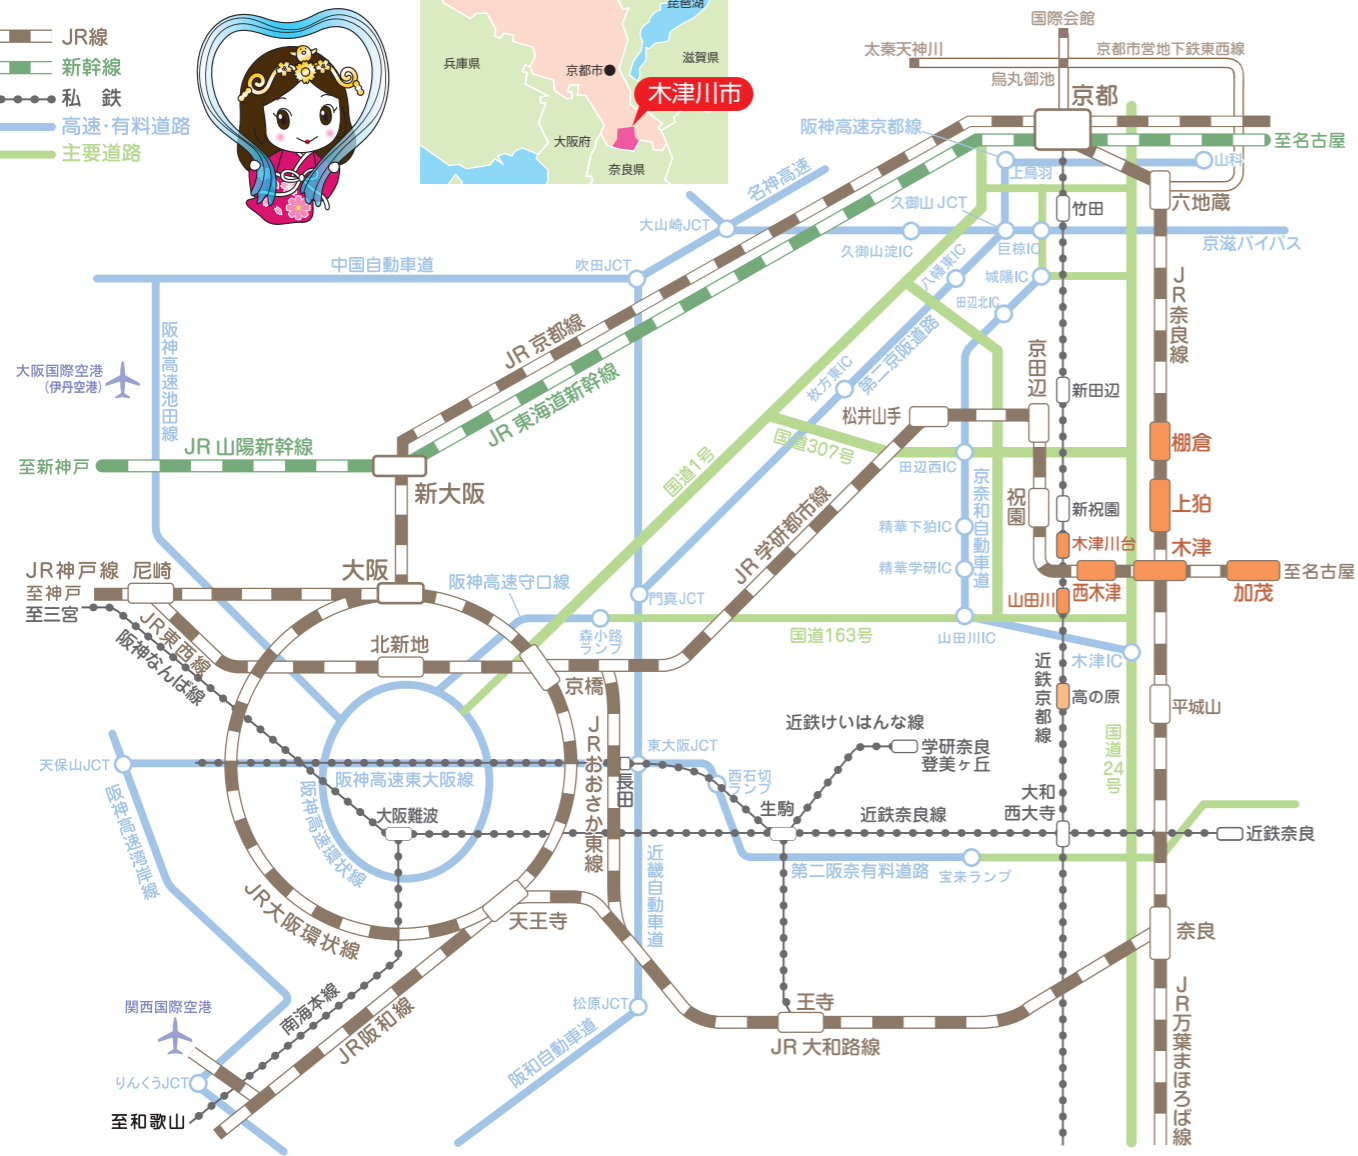 JR線
新幹線
私 鉄
高速・有料道路
主要道路
琵琶湖
兵庫県
京都市
滋賀県
木津川市
大阪府
奈良県
国際会館
太秦天神川
京都市営地下鉄東西線
烏丸御池
京都
阪神高速京都線
至名古屋
上鳥羽
山科
名神高速
久御山JCT
竹田
六地蔵
大山崎JCT
久御山淀IC
巨椋IC
京滋バイパス
中国自動車道
吹田JCT
八幡東IC
城陽IC
田辺北IC
JR奈良線
阪神高速池田線
JR京都線
第二京阪道路
大阪国際空港
(伊丹空港)
枚方東IC
京田辺
新田辺
JR東海道新幹線
松井山手
JR山陽新幹線
国道307号
棚倉
至新神戸
国道1号
田辺西IC
新大阪
京奈和自動車道
祝園
新祝園
上狛
JR学研都市線
精華下狛IC
木津川台
木津
JR神戸線
尼崎
大阪
阪神高速守口線
精華学研IC
至名古屋
至神戸
門真JCT
山田川
西木津
加茂
至三宮
JR東西線
森小路
ランプ
国道163号
山田川IC
阪神なんば線
北新地
近鉄京都線
木津IC
京橋
高の原
平城山
JRおおさか東線
近鉄けいはんな線
国道24号
東大阪JCT
学研奈良
登美ヶ丘
天保山JCT
阪神高速東大阪線
長田
西石切
ランプ
阪神高速湾岸線
阪神高速環状線
大阪難波
生駒
近鉄奈良線
大和
西大寺
近鉄奈良
近畿自動車道
第二阪奈有料道路
宝来ランプ
JR大阪環状線
天王寺
奈良
関西国際空港
南海本線
JR阪和線
松原JCT
王寺
JR万葉まほろば線
JR大和路線
阪和自動車道
りんくうJCT
至和歌山